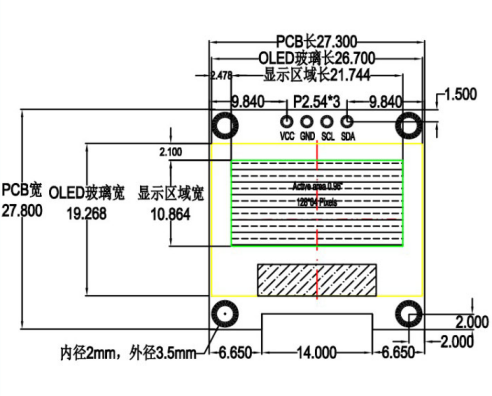 PCB长27.300
OLED玻璃长26.700
2.478
显示区域长21.744
9.840
P2.54*3
9.840
1.500
VCC GND SCL SDA
2.100
PCB宽
27.800
OLED玻璃宽
19.268
显示区域宽
10.864
Active area 0.96"
128*64 Pixels
2.000
2.000
内径2mm，外径3.5mm
6.650
14.000
6.650